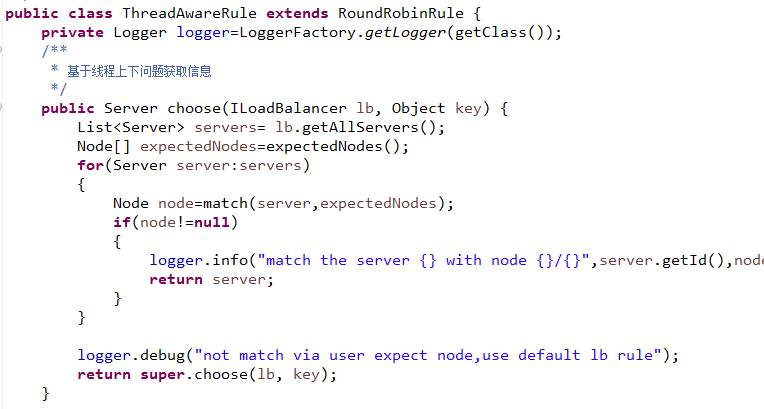 public class ThreadAwareRule extends RoundRobinRule {
    private Logger logger=LoggerFactory.getLogger(getClass());
    /**
     * 基于线程上下问题获取信息
     */
    public Server choose(ILoadBalancer lb, Object key) {
        List<Server> servers= lb.getAllServers();
        Node[] expectedNodes=expectedNodes();
        for(Server server:servers)
        {
            Node node=match(server,expectedNodes);
            if(node!=null)
            {
                logger.info("match the server {} with node {}/{}",server.getId(),node
                return server;
            }
        }
        logger.debug("not match via user expect node,use default lb rule");
        return super.choose(lb, key);
    }